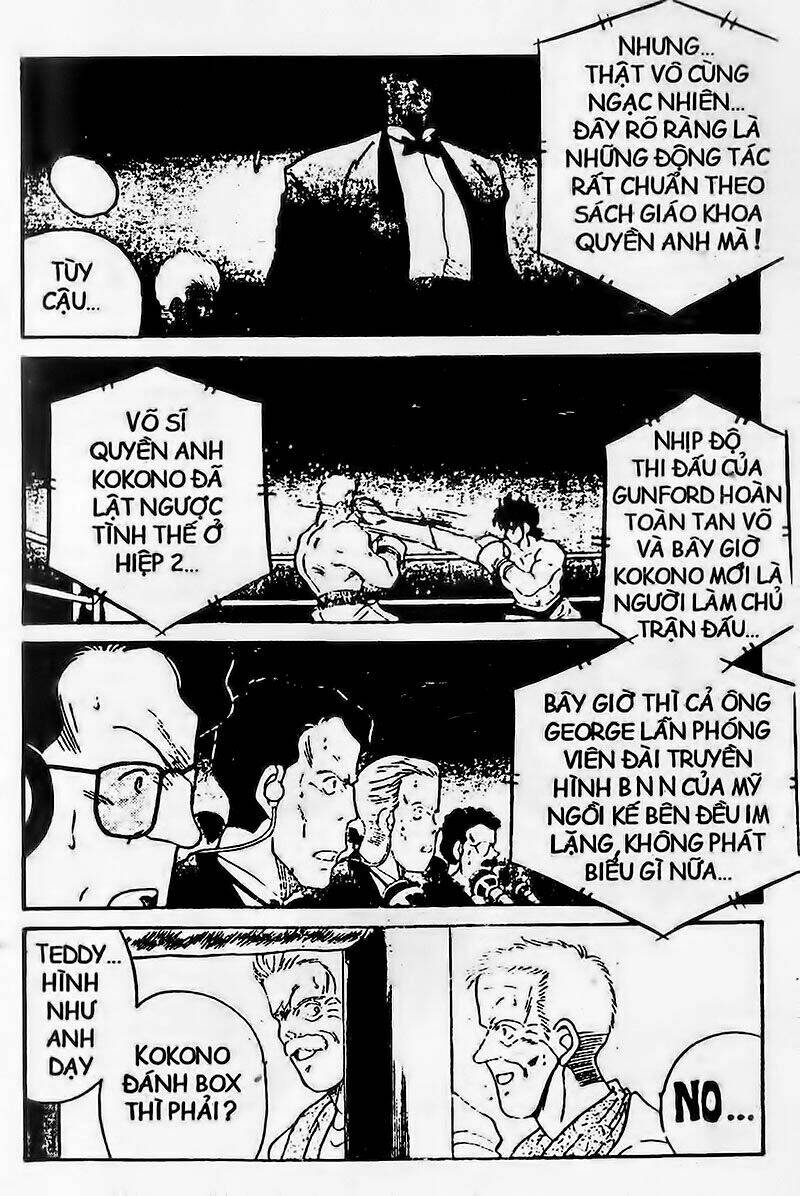 NHƯNG...
THẬT VÔ CÙNG
NGẠC NHIÊN...
ĐÂY RÕ RÀNG LÀ
NHỮNG ĐỘNG TÁC
RẤT CHUẨN THEO
SÁCH GIÁO KHOA
QUYỀN ANH MÀ!
TÙY
CẬU...
VÕ SĨ
QUYỀN ANH
KOKONO ĐÃ
LẬT NGƯỢC
TÌNH THẾ Ở
HIỆP 2...
NHỊP ĐỘ
THI ĐẤU CỦA
GUNFORD HOÀN
TOÀN TAN VỠ
VÀ BÂY GIỜ
KOKONO MỚI LÀ
NGƯỜI LÀM CHỦ
TRẬN ĐẤU...
BÂY GIỜ THÌ CẢ ÔNG
GEORGE LẪN PHÓNG
VIÊN ĐÀI TRUYỀN
HÌNH BNN CỦA MỸ
NGỒI KẾ BÊN ĐỀU IM
LẶNG, KHÔNG PHÁT
BIỂU GÌ NỮA...
TEDDY...
HÌNH
NHƯ
ANH
DẠY
KOKONO
ĐÁNH BOX
THÌ PHẢI?
NO...